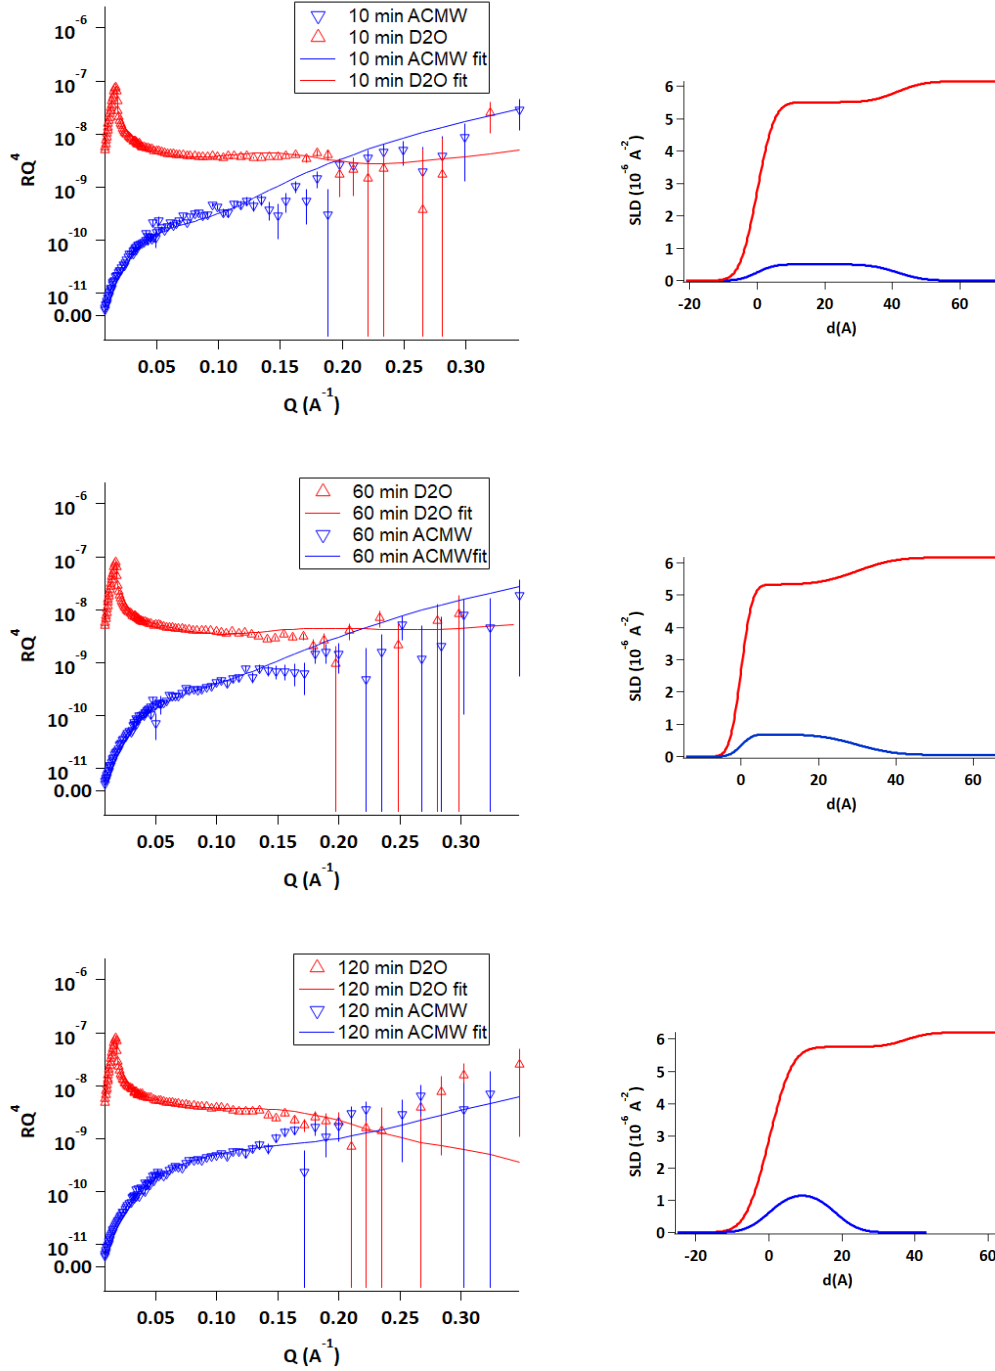 10 min ACMW
10 min D2O
10 min ACMW fit
10 min D2O fit
RQ^4
10^-6
10^-7
10^-8
10^-9
10^-10
10^-11
0.00
0.05 0.10 0.15 0.20 0.25 0.30
Q (A^-1)
SLD (10^-6 A^-2)
6
5
4
3
2
1
0
-20 0 20 40 60
d(A)
60 min D2O
60 min D2O fit
60 min ACMW
60 min ACMWfit
RQ^4
10^-6
10^-7
10^-8
10^-9
10^-10
10^-11
0.00
0.05 0.10 0.15 0.20 0.25 0.30
Q (A^-1)
SLD (10^-6 A^-2)
6
5
4
3
2
1
0
0 20 40 60
d(A)
120 min D2O
120 min D2O fit
120 min ACMW
120 min ACMW fit
RQ^4
10^-6
10^-7
10^-8
10^-9
10^-10
10^-11
0.00
0.05 0.10 0.15 0.20 0.25 0.30
Q (A^-1)
SLD (10^-6 A^-2)
6
5
4
3
2
1
0
-20 0 20 40 60
d(A)